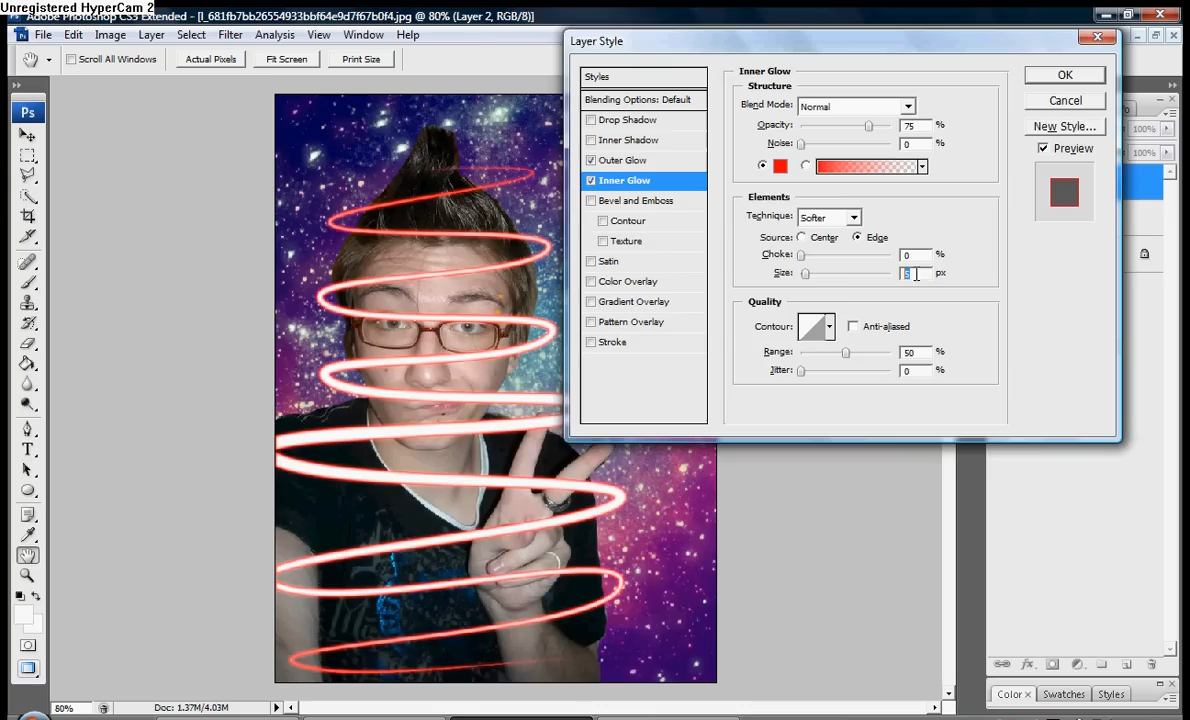 Unregistered HyperCam 2
Adobe Photoshop CS3 Extended - [l_681fb7bb26554933bbf64e9d7f67b0f4.jpg @ 80% (Layer 2, RGB/8)]
File Edit Image Layer Select Filter Analysis View Window Help
Scroll All Windows Actual Pixels Fit Screen Print Size
Ps
Layer Style
Styles
Blending Options: Default
Drop Shadow
Inner Shadow
Outer Glow
Inner Glow
Bevel and Emboss
Contour
Texture
Satin
Color Overlay
Gradient Overlay
Pattern Overlay
Stroke
Inner Glow
Structure
Blend Mode: Normal
Opacity: 75 %
Noise: 0 %
Elements
Technique: Softer
Source: Center Edge
Choke: 0 %
Size: 5 px
Quality
Contour: Anti-aliased
Range: 50 %
Jitter: 0 %
OK
Cancel
New Style...
Preview
100%
100%
80% Doc: 1.37M/4.03M
Color Swatches Styles